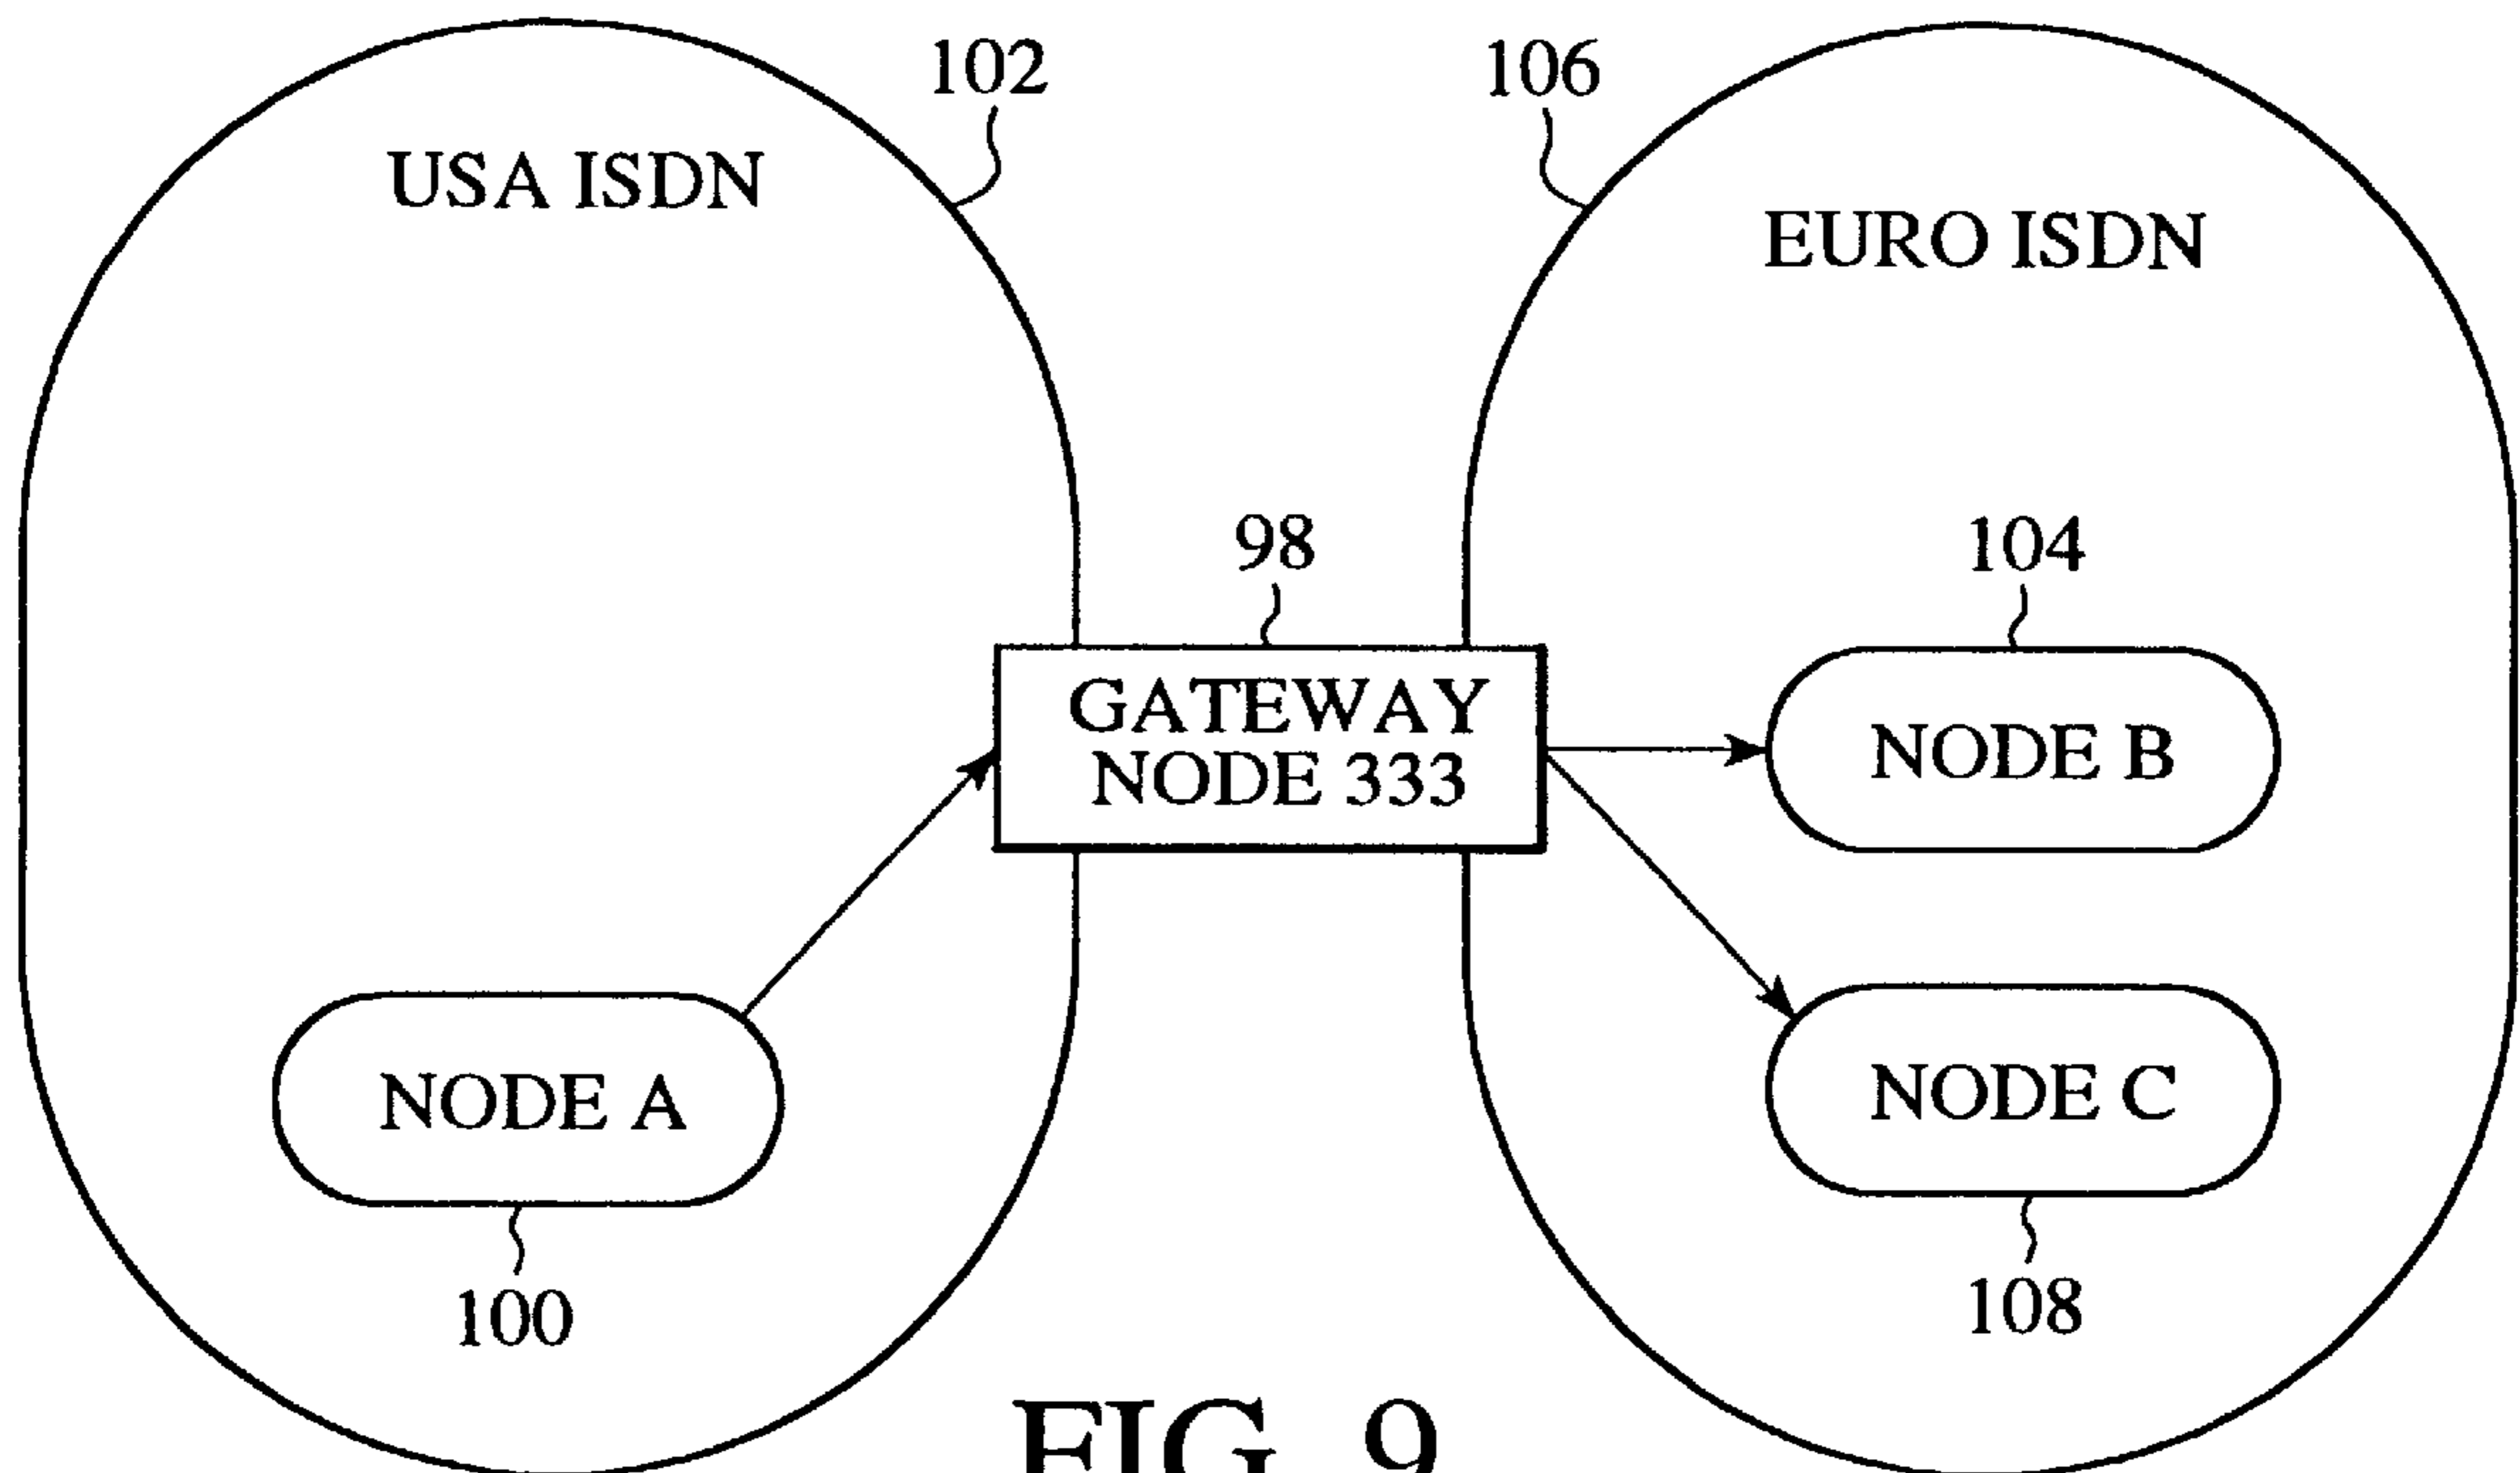 102
106
USA ISDN
EURO ISDN
98
104
GATEWAY
NODE 333
NODE B
NODE A
NODE C
100
108
FIG. 9